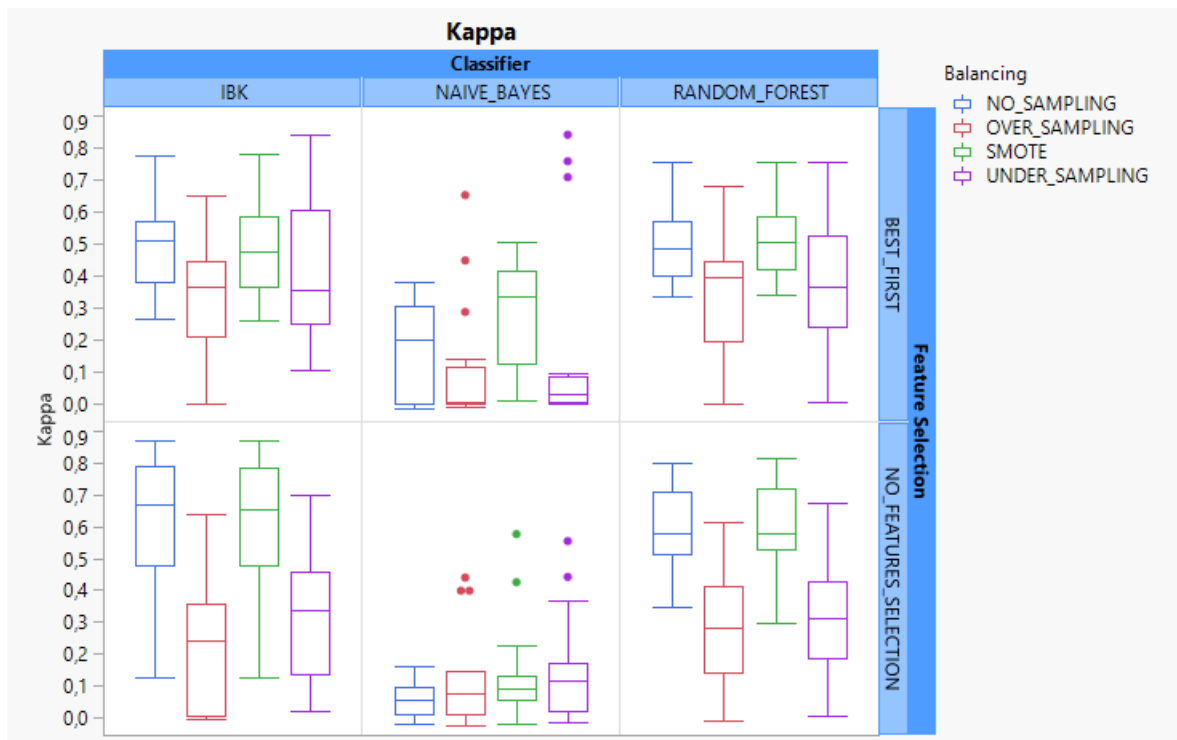 Kappa
Classifier
IBK
NAIVE_BAYES
RANDOM_FOREST
Balancing
NO_SAMPLING
OVER_SAMPLING
SMOTE
UNDER_SAMPLING
Kappa
0,9
0,8
0,7
0,6
0,5
0,4
0,3
0,2
0,1
0,0
0,9
0,8
0,7
0,6
0,5
0,4
0,3
0,2
0,1
0,0
BEST_FIRST
NO_FEATURES_SELECTION
Feature Selection